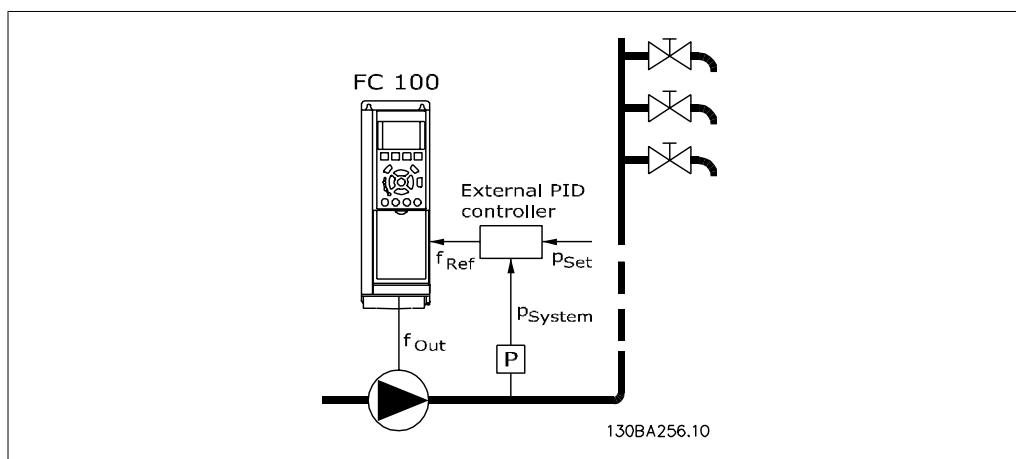 FC 100
External PID
controller
fRef
pSet
pSystem
fOut
P
130BA256.10